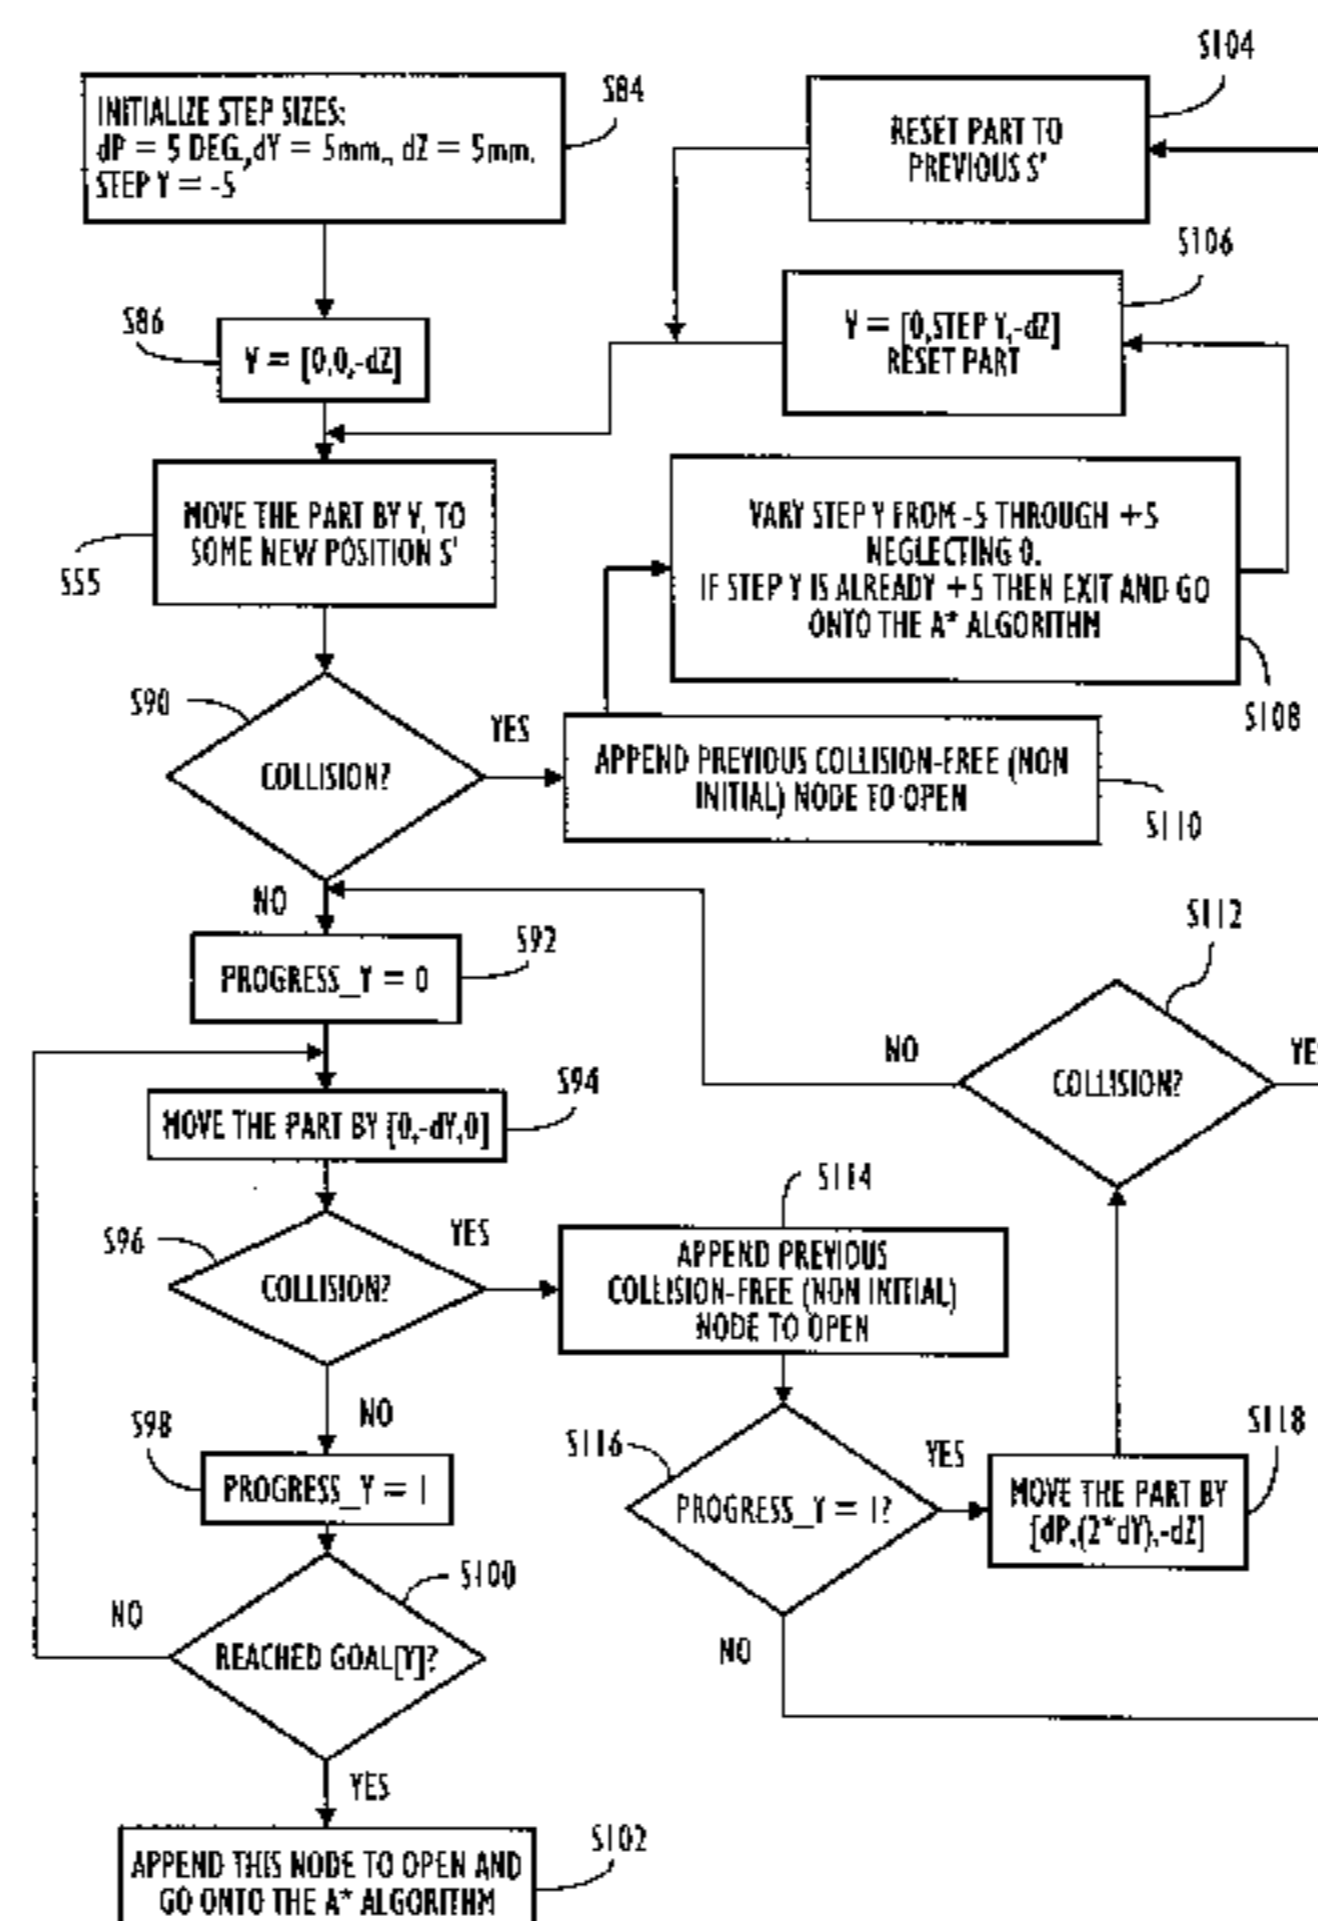 S104
INITIALIZE STEP SIZES:
dP = 5 DEG., dY = 5mm., dZ = 5mm.
STEP Y = -5
S84
RESET PART TO
PREVIOUS S'
S106
S86
V = [0,0,-dZ]
V = [0,STEP Y,-dZ]
RESET PART
MOVE THE PART BY V, TO
SOME NEW POSITION S'
S55
VARY STEP Y FROM -5 THROUGH +5
NEGLECTING 0.
IF STEP Y IS ALREADY +5 THEN EXIT AND GO
ONTO THE A* ALGORITHM
S108
S90
COLLISION?
YES
APPEND PREVIOUS COLLISION-FREE (NON
INITIAL) NODE TO OPEN
S110
NO
S92
PROGRESS_Y = 0
S112
NO
COLLISION?
YES
S94
MOVE THE PART BY [0,-dY,0]
S96
COLLISION?
YES
S114
APPEND PREVIOUS
COLLISION-FREE (NON INITIAL)
NODE TO OPEN
NO
S98
PROGRESS_Y = 1
S116
PROGRESS_Y = 1?
YES
S118
MOVE THE PART BY
[dP,(2*dY),-dZ]
S100
NO
REACHED GOAL[Y]?
NO
YES
S102
APPEND THIS NODE TO OPEN AND
GO ONTO THE A* ALGORITHM